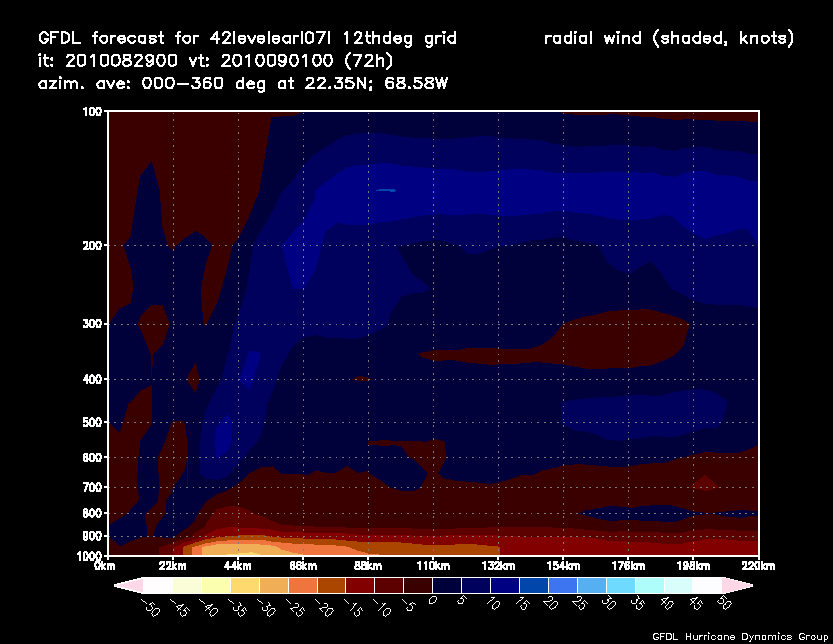 GFDL forecast for 42levelearl07l 12thdeg grid radial wind (shaded, knots)
it: 2010082900 vt: 2010090100 (72h)
azim. ave: 000-360 deg at 22.35N; 68.58W
100
200
300
400
500
600
700
800
900
1000
0km 22km 44km 66km 88km 110km 132km 154km 176km 198km 220km
-50 -45 -40 -35 -30 -25 -20 -15 -10 -5 0 5 10 15 20 25 30 35 40 45 50
GFDL Hurricane Dynamics Group